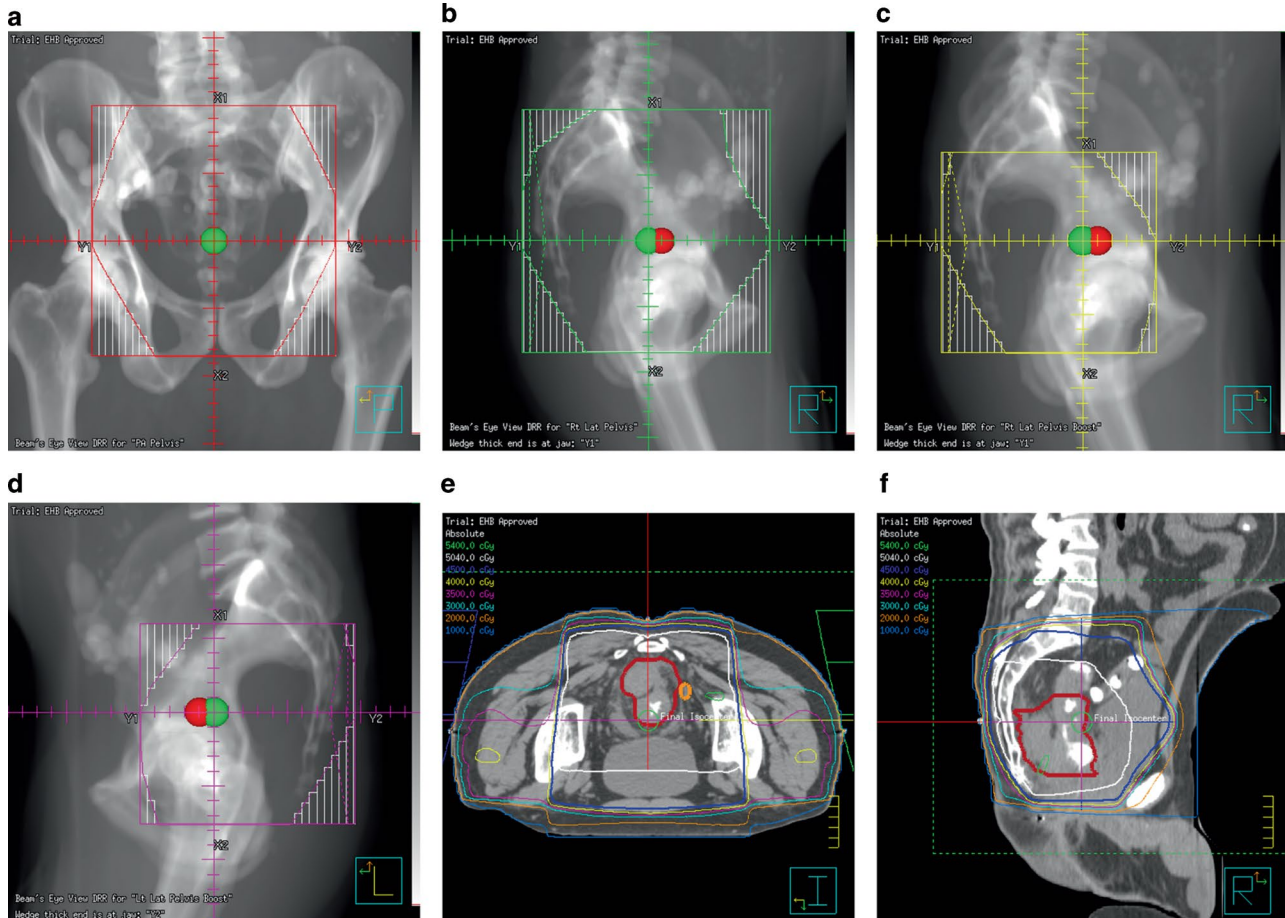 a
Trial: EHB Approved
X1
Y1
Y2
X2
R
Beam's Eye View DRR for "PA Pelvis"
b
Trial: EHB Approved
X1
Y1
Y2
X2
R
Beam's Eye View DRR for "Rt Lat Pelvis"
Wedge thick end is at jaw: "Y1"
c
Trial: EHB Approved
X1
Y1
Y2
X2
R
Beam's Eye View DRR for "Rt Lat Pelvis Boost"
Wedge thick end is at jaw: "Y1"
d
Trial: EHB Approved
X1
Y1
Y2
X2
L
Beam's Eye View DRR for "Lt Lat Pelvis Boost"
Wedge thick end is at jaw: "Y2"
e
Trial: EHB Approved
Absolute
5400.0 cGy
5040.0 cGy
4500.0 cGy
4000.0 cGy
3500.0 cGy
3000.0 cGy
2000.0 cGy
1000.0 cGy
Final Isocenter
I
f
Trial: EHB Approved
Absolute
5400.0 cGy
5040.0 cGy
4500.0 cGy
4000.0 cGy
3500.0 cGy
3000.0 cGy
2000.0 cGy
1000.0 cGy
Final Isocenter
R